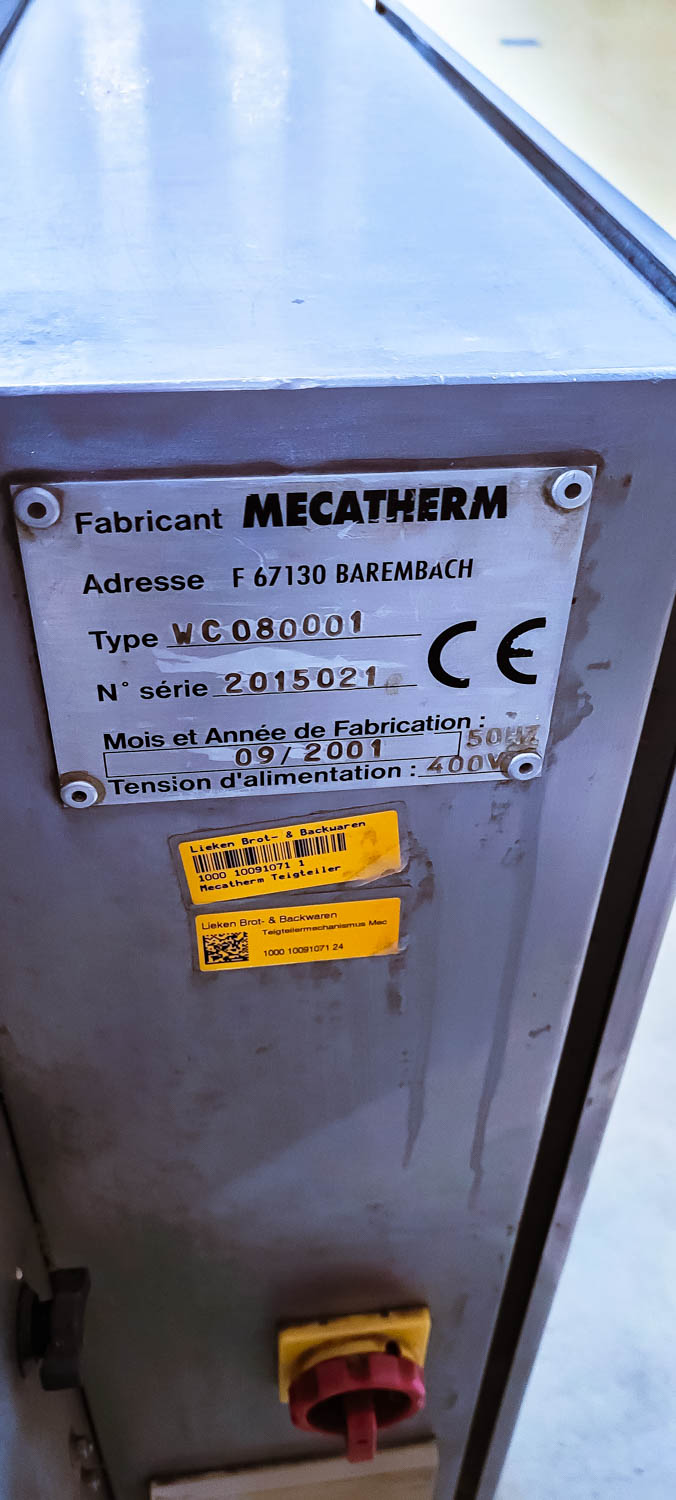 Fabricant MECATHERM
Adresse F 67130 BAREMBACH
Type WC080001
N° série 2015021
CE
Mois et Année de Fabrication :
09/2001 50HZ
Tension d'alimentation : 400V
Lieken Brot- & Backwaren
1000 10091071 1
Mecatherm Teigteiler
Lieken Brot- & Backwaren
Teigteilermechanismus Mec
1000 10091071 24